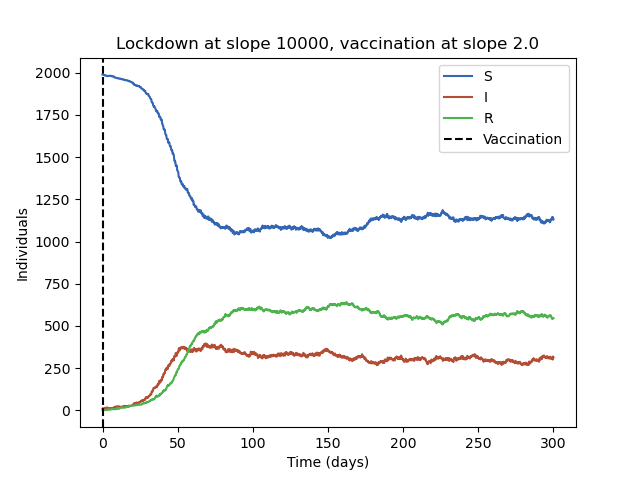 Lockdown at slope 10000, vaccination at slope 2.0
S
I
R
Vaccination
2000
1750
1500
1250
1000
750
500
250
0
Individuals
0 50 100 150 200 250 300
Time (days)